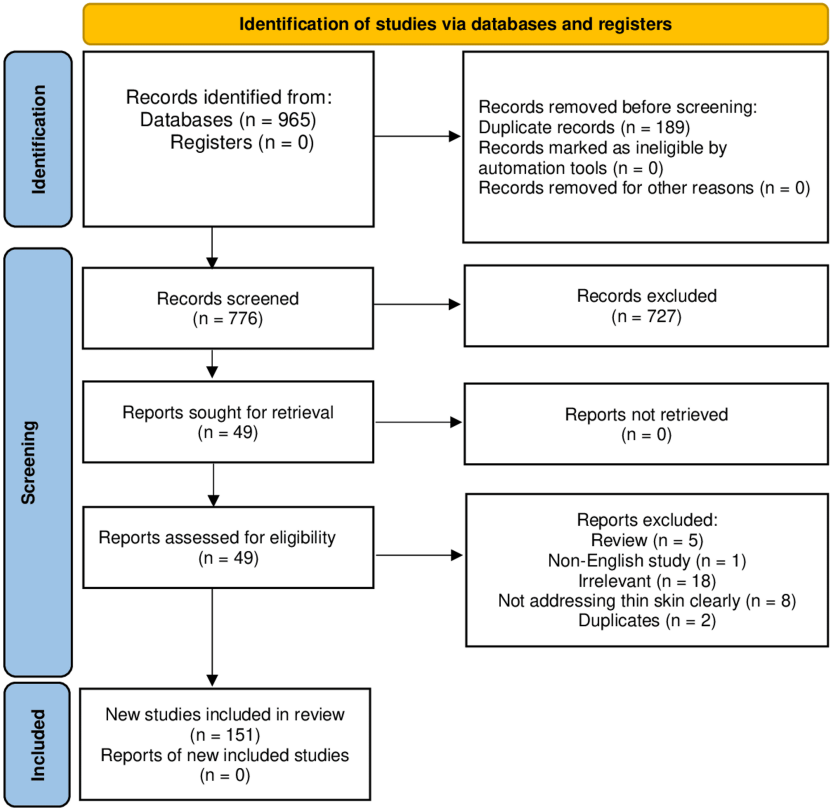 Identification of studies via databases and registers
Identification
Records identified from:
Databases (n = 965)
Registers (n = 0)
Records removed before screening:
Duplicate records (n = 189)
Records marked as ineligible by
automation tools (n = 0)
Records removed for other reasons (n = 0)
Screening
Records screened
(n = 776)
Records excluded
(n = 727)
Reports sought for retrieval
(n = 49)
Reports not retrieved
(n = 0)
Reports assessed for eligibility
(n = 49)
Reports excluded:
Review (n = 5)
Non-English study (n = 1)
Irrelevant (n = 18)
Not addressing thin skin clearly (n = 8)
Duplicates (n = 2)
Included
New studies included in review
(n = 151)
Reports of new included studies
(n = 0)